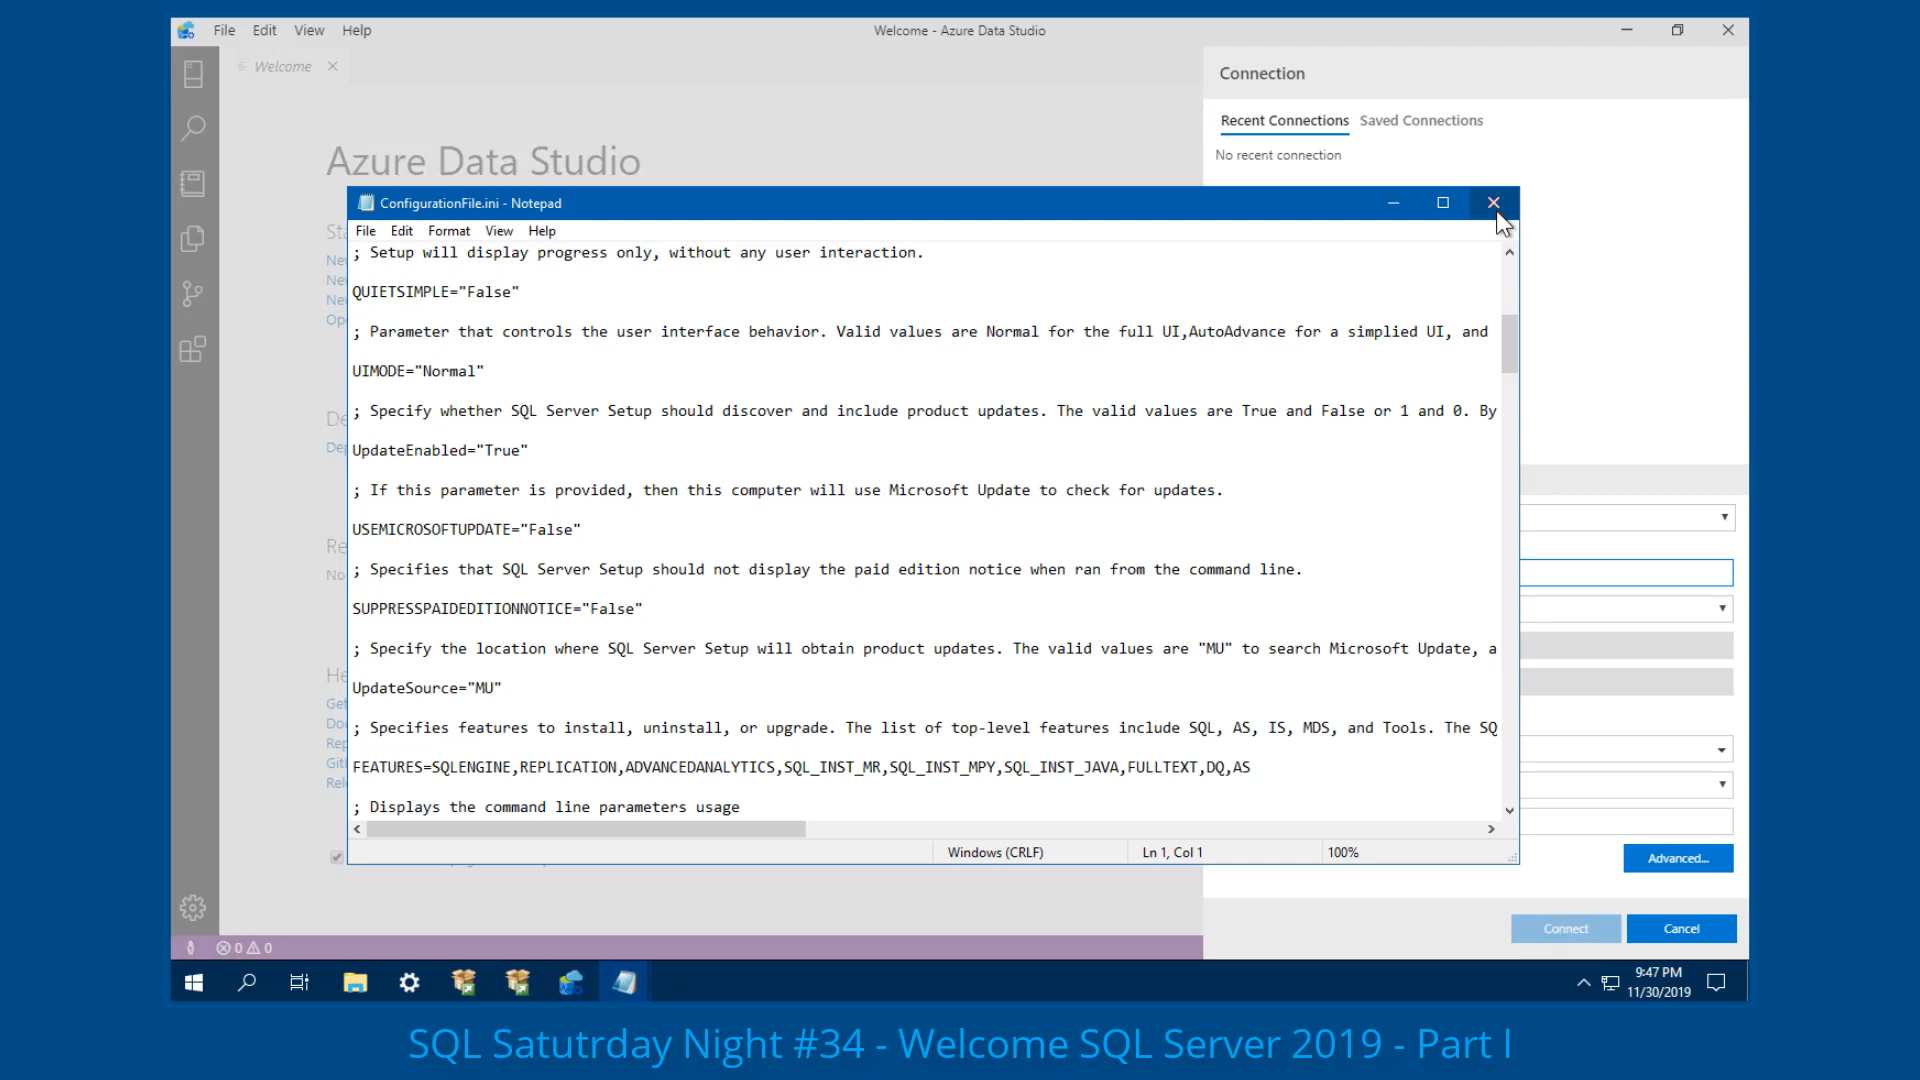 File Edit View Help
Welcome - Azure Data Studio
Welcome
Connection
Recent Connections Saved Connections
No recent connection
Azure Data Studio
ConfigurationFile.ini - Notepad
File Edit Format View Help
; Setup will display progress only, without any user interaction.
QUIETSIMPLE="False"
; Parameter that controls the user interface behavior. Valid values are Normal for the full UI,AutoAdvance for a simplied UI, and
UIMODE="Normal"
; Specify whether SQL Server Setup should discover and include product updates. The valid values are True and False or 1 and 0. By
UpdateEnabled="True"
; If this parameter is provided, then this computer will use Microsoft Update to check for updates.
USEMICROSOFTUPDATE="False"
; Specifies that SQL Server Setup should not display the paid edition notice when ran from the command line.
SUPPRESSPAIDEDITIONNOTICE="False"
; Specify the location where SQL Server Setup will obtain product updates. The valid values are "MU" to search Microsoft Update, a
UpdateSource="MU"
; Specifies features to install, uninstall, or upgrade. The list of top-level features include SQL, AS, IS, MDS, and Tools. The SQ
FEATURES=SQLENGINE,REPLICATION,ADVANCEDANALYTICS,SQL_INST_MR,SQL_INST_MPY,SQL_INST_JAVA,FULLTEXT,DQ,AS
; Displays the command line parameters usage
Windows (CRLF) Ln 1, Col 1 100%
Advanced...
Connect Cancel
0 0
9:47 PM
11/30/2019
SQL Satutrday Night #34 - Welcome SQL Server 2019 - Part I